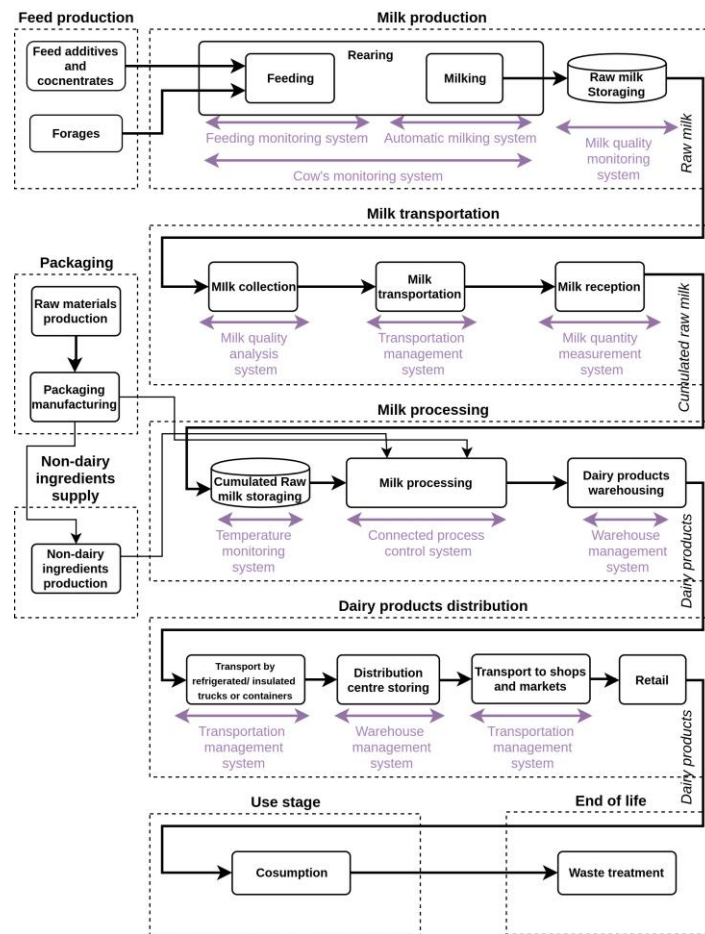 Feed production
Milk production
Feed additives
and
cocnentrates
Forages
Rearing
Feeding
Milking
Raw milk
Storaging
Feeding monitoring system
Automatic milking system
Cow's monitoring system
Milk quality
monitoring
system
Raw milk
Milk transportation
MIlk collection
Milk
transportation
Milk reception
Milk quality
analysis
system
Transportation
management
system
Milk quantity
measurement
system
Cumulated raw milk
Packaging
Raw materials
production
Packaging
manufacturing
Non-dairy
ingredients
supply
Non-dairy
ingredients
production
Milk processing
Cumulated Raw
milk storaging
Milk processing
Dairy products
warehousing
Temperature
monitoring
system
Connected process
control system
Warehouse
management
system
Dairy products
Dairy products distribution
Transport by
refrigerated/ insulated
trucks or containers
Distribution
centre storing
Transport to shops
and markets
Retail
Transportation
management
system
Warehouse
management
system
Transportation
management
system
Dairy products
Use stage
End of life
Cosumption
Waste treatment